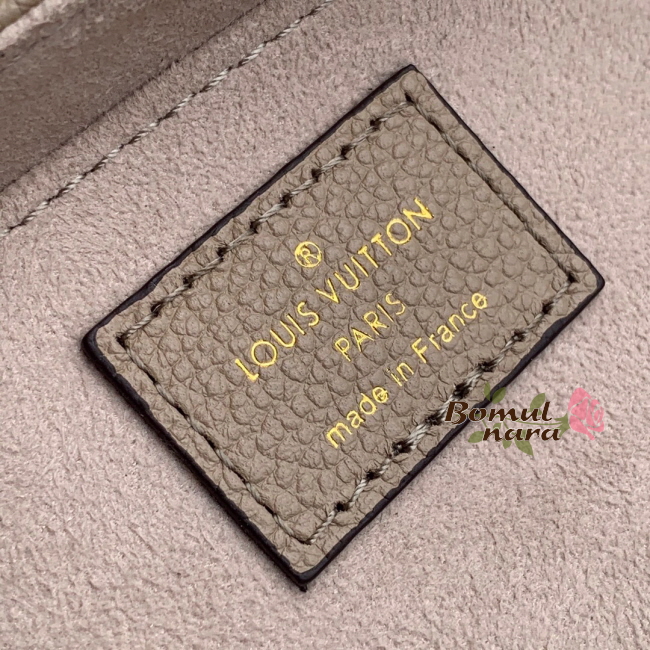 ®
LOUIS VUITTON
PARIS
made in France
Bomul
nara